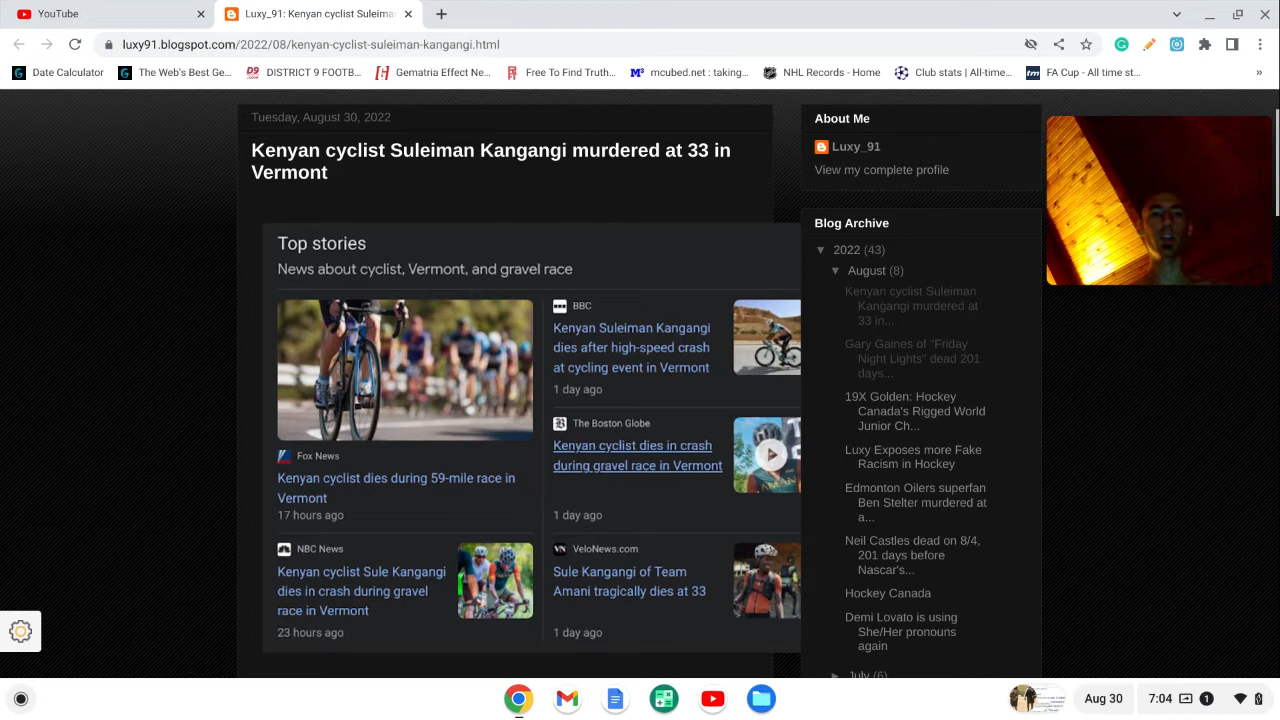 YouTube
Luxy_91: Kenyan cyclist Suleima
luxy91.blogspot.com/2022/08/kenyan-cyclist-suleiman-kangangi.html
Date Calculator
The Web's Best Ge...
DISTRICT 9 FOOTB...
Gematria Effect Ne...
Free To Find Truth...
mcubed.net : taking...
NHL Records - Home
Club stats | All-time...
FA Cup - All time st...
»
Tuesday, August 30, 2022
Kenyan cyclist Suleiman Kangangi murdered at 33 in
Vermont
Top stories
News about cyclist, Vermont, and gravel race
Fox News
Kenyan cyclist dies during 59-mile race in
Vermont
17 hours ago
BBC
Kenyan Suleiman Kangangi
dies after high-speed crash
at cycling event in Vermont
1 day ago
The Boston Globe
Kenyan cyclist dies in crash
during gravel race in Vermont
1 day ago
NBC News
Kenyan cyclist Sule Kangangi
dies in crash during gravel
race in Vermont
23 hours ago
VN VeloNews.com
Sule Kangangi of Team
Amani tragically dies at 33
1 day ago
About Me
Luxy_91
View my complete profile
Blog Archive
▼ 2022 (43)
▼ August (8)
Kenyan cyclist Suleiman
Kangangi murdered at
33 in...
Gary Gaines of "Friday
Night Lights" dead 201
days...
19X Golden: Hockey
Canada's Rigged World
Junior Ch...
Luxy Exposes more Fake
Racism in Hockey
Edmonton Oilers superfan
Ben Stelter murdered at
a...
Neil Castles dead on 8/4,
201 days before
Nascar's...
Hockey Canada
Demi Lovato is using
She/Her pronouns
again
► July (6)
Aug 30
7:04
1